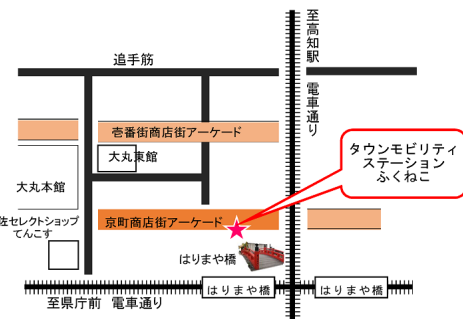 至高知駅
追手筋
電車通り
壱番街商店街アーケード
大丸東館
タウンモビリティ
ステーション
ふくねこ
大丸本館
京町商店街アーケード
佐セレクトショップ
てんこす
はりまや橋
はりまや橋
はりまや橋
至県庁前 電車通り